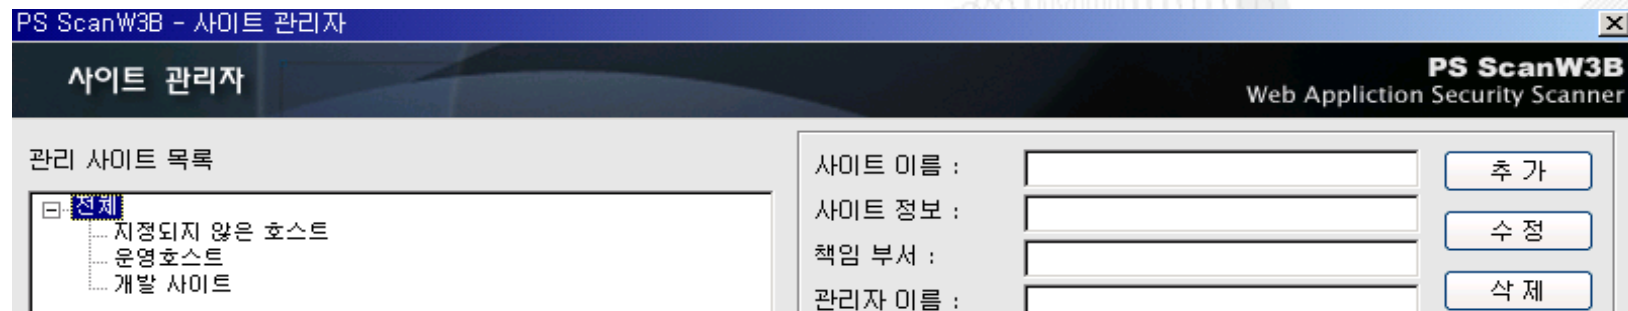 PS ScanW3B - 사이트 관리자
사이트 관리자
PS ScanW3B
Web Appliction Security Scanner
관리 사이트 목록
전체
지정되지 않은 호스트
운영호스트
개발 사이트
사이트 이름 :
추 가
사이트 정보 :
수 정
책임 부서 :
관리자 이름 :
삭 제